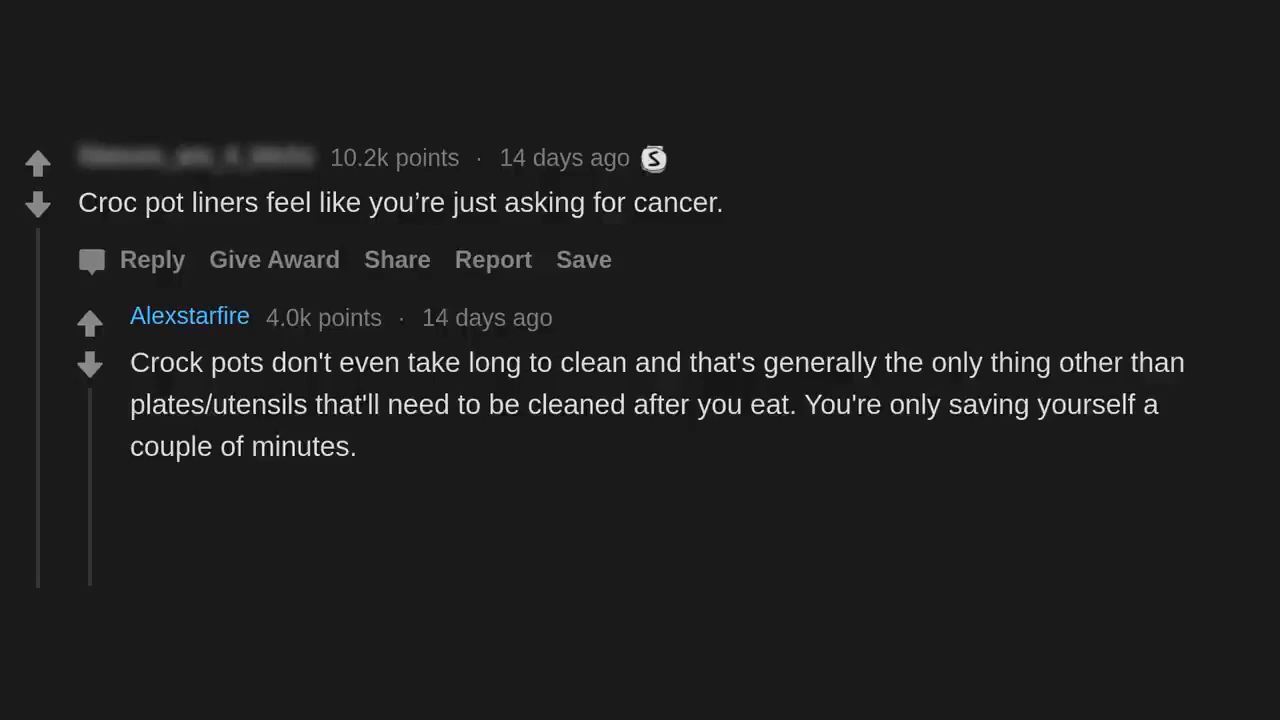 10.2k points · 14 days ago
Croc pot liners feel like you’re just asking for cancer.
Reply Give Award Share Report Save
Alexstarfire 4.0k points · 14 days ago
Crock pots don't even take long to clean and that's generally the only thing other than
plates/utensils that'll need to be cleaned after you eat. You're only saving yourself a
couple of minutes.